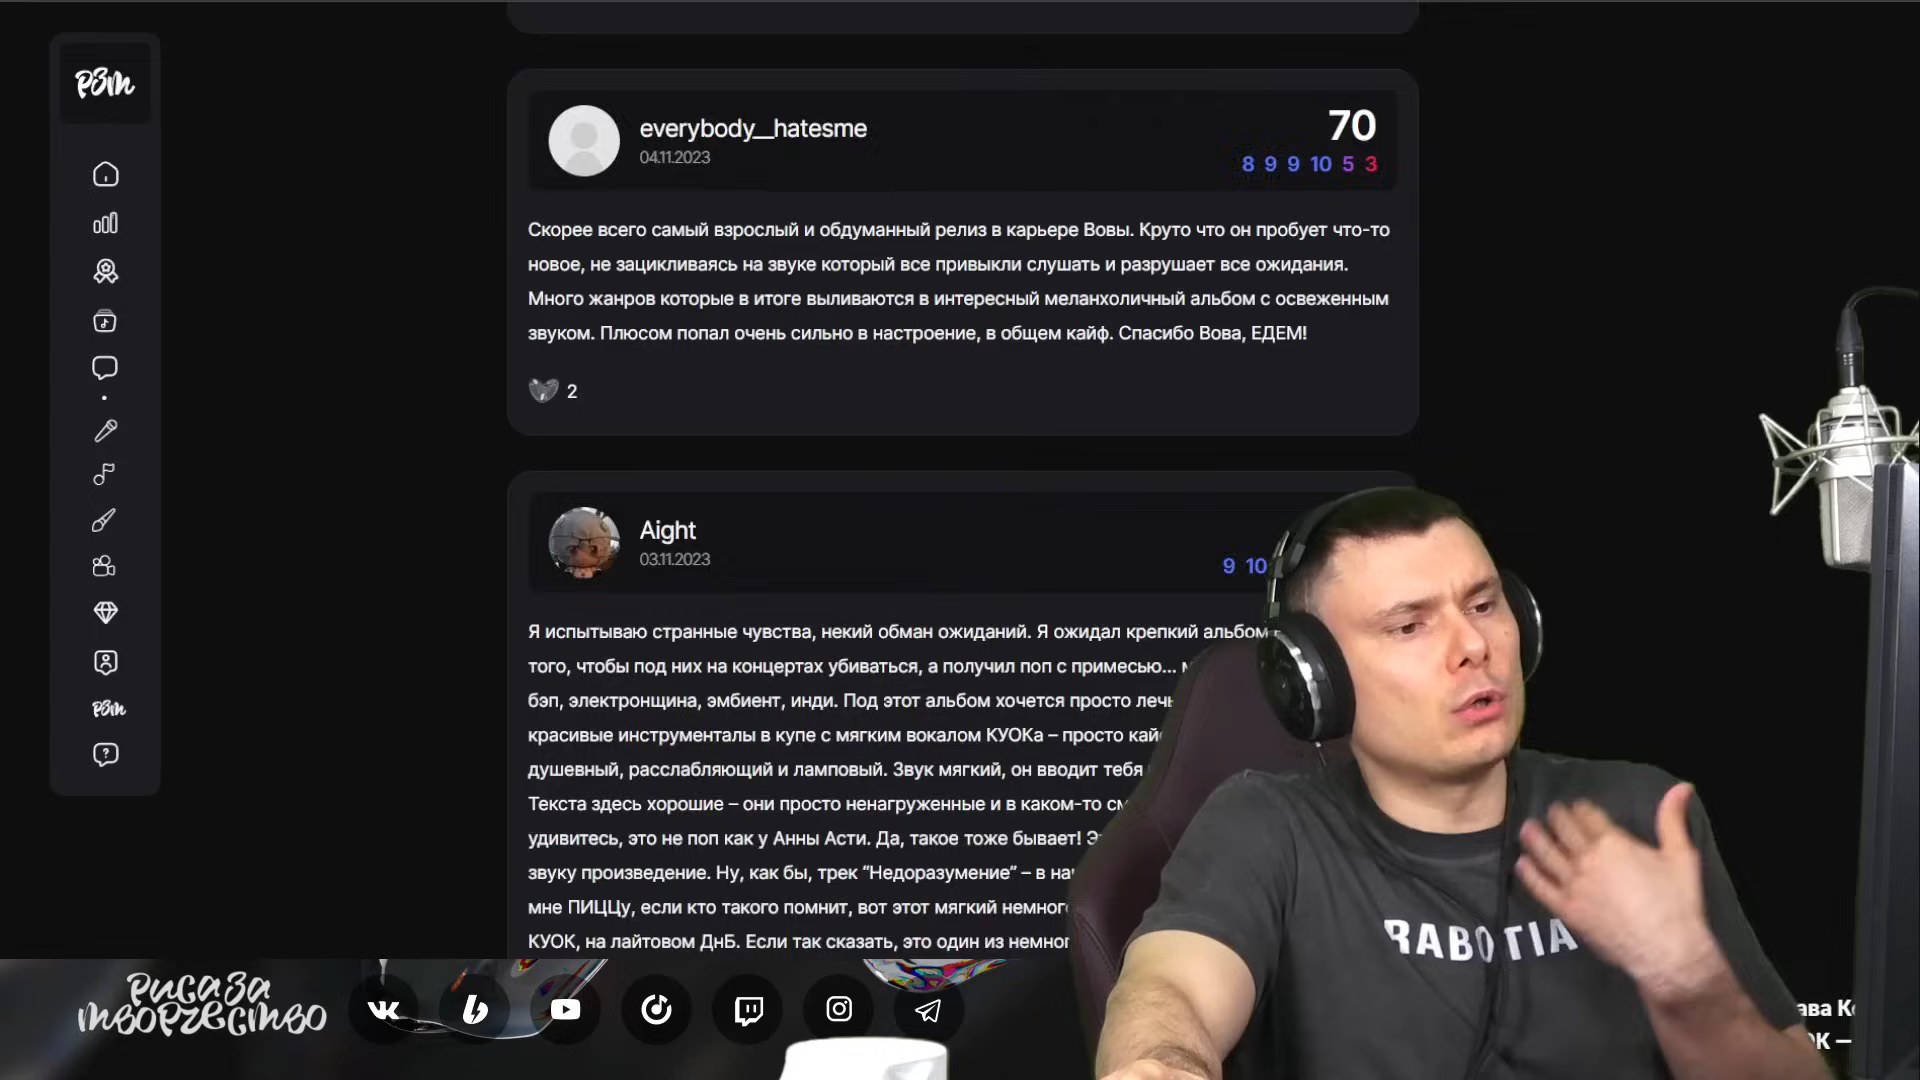 РЗТ
everybody__hatesme
04.11.2023
70
8 9 9 10 5 3
Скорее всего самый взрослый и обдуманный релиз в карьере Вовы. Круто что он пробует что-то
новое, не зацикливаясь на звуке который все привыкли слушать и разрушает все ожидания.
Много жанров которые в итоге выливаются в интересный меланхоличный альбом с освеженным
звуком. Плюсом попал очень сильно в настроение, в общем кайф. Спасибо Вова, ЕДЕМ!
2
Aight
03.11.2023
9 10
Я испытываю странные чувства, некий обман ожиданий. Я ожидал крепкий альбом
того, чтобы под них на концертах убиваться, а получил поп с примесью...
бэп, электронщина, эмбиент, инди. Под этот альбом хочется просто
красивые инструменталы в купе с мягким вокалом КУОКа – просто
душевный, расслабляющий и ламповый. Звук мягкий, он вводит тебя
Текста здесь хорошие – они просто ненагруженные и в каком-то
удивитесь, это не поп как у Анны Асти. Да, такое тоже бывает!
звуку произведение. Ну, как бы, трек “Недоразумение” – в
мне ПИЦЦу, если кто такого помнит, вот этот мягкий
КУОК, на лайтовом ДнБ. Если так сказать, это один из
РЗТ
RABOTIA
риса за
творчество